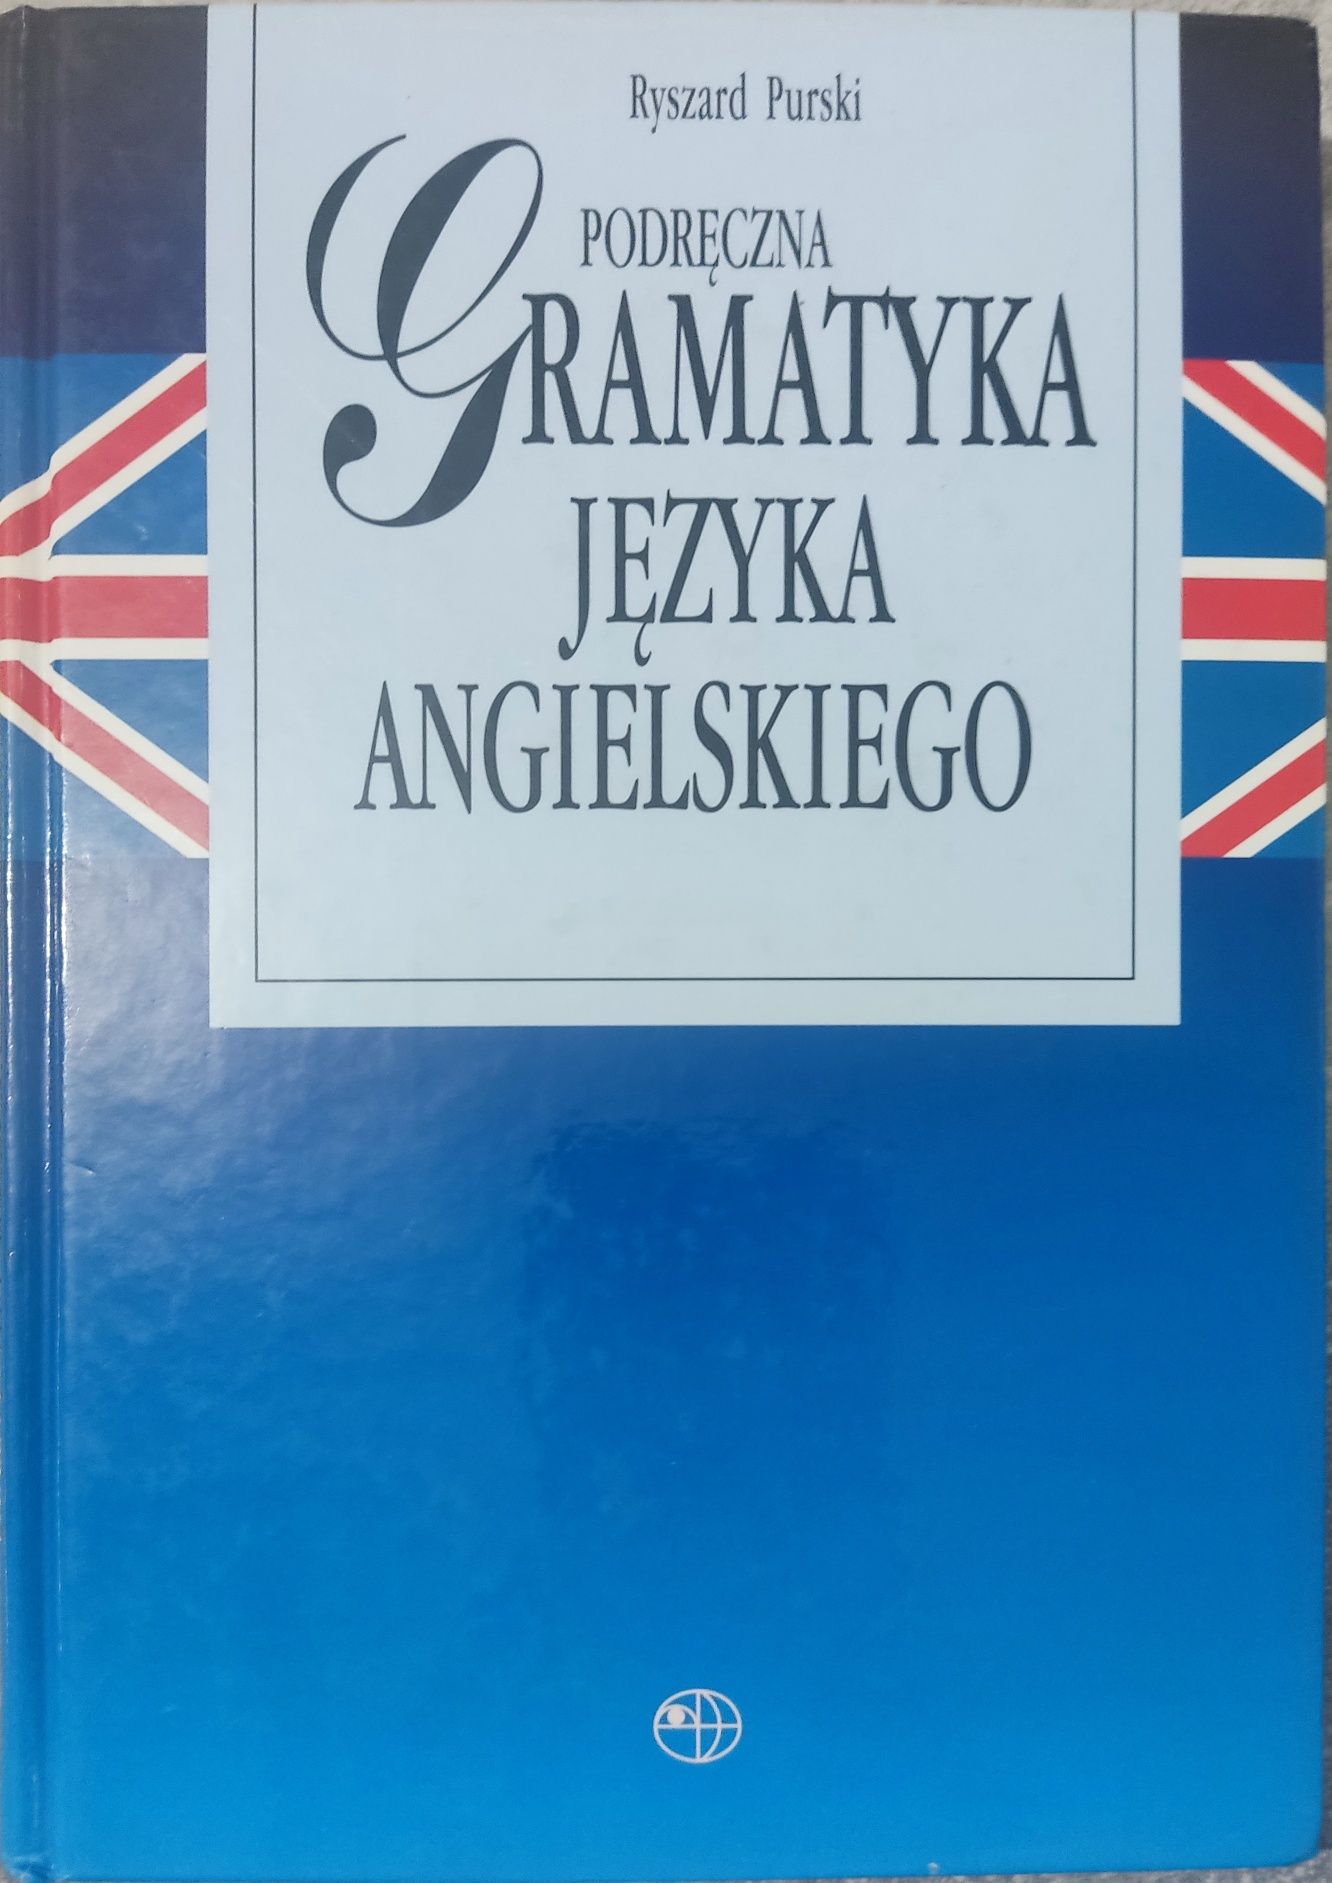 Ryszard Purski
PODRĘCZNA
GRAMATYKA
JĘZYKA
ANGIELSKIEGO